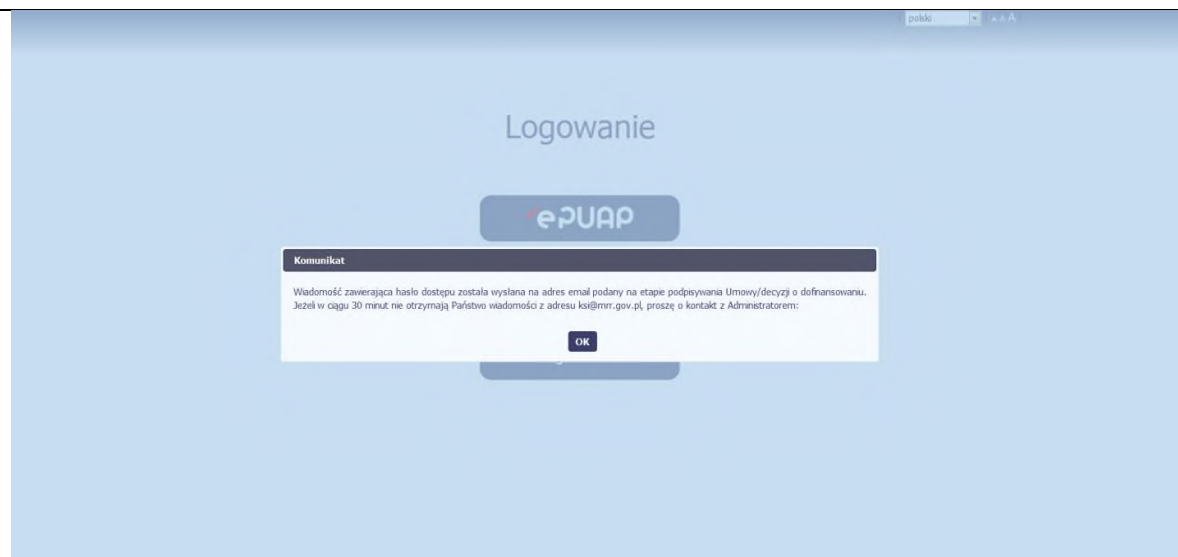 polski
A A A
Logowanie
ePUAP
Komunikat
Wiadomość zawierająca hasło dostępu została wysłana na adres email podany na etapie podpisywania Umowy/decyzji o dofinansowaniu.
Jeżeli w ciągu 30 minut nie otrzymają Państwo wiadomości z adresu ksi@mrr.gov.pl, proszę o kontakt z Administratorem:
OK